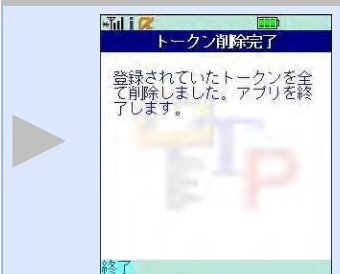 トークン削除完了
登録されていたトークンを全
て削除しました。アプリを終
了します。
OTP
終了